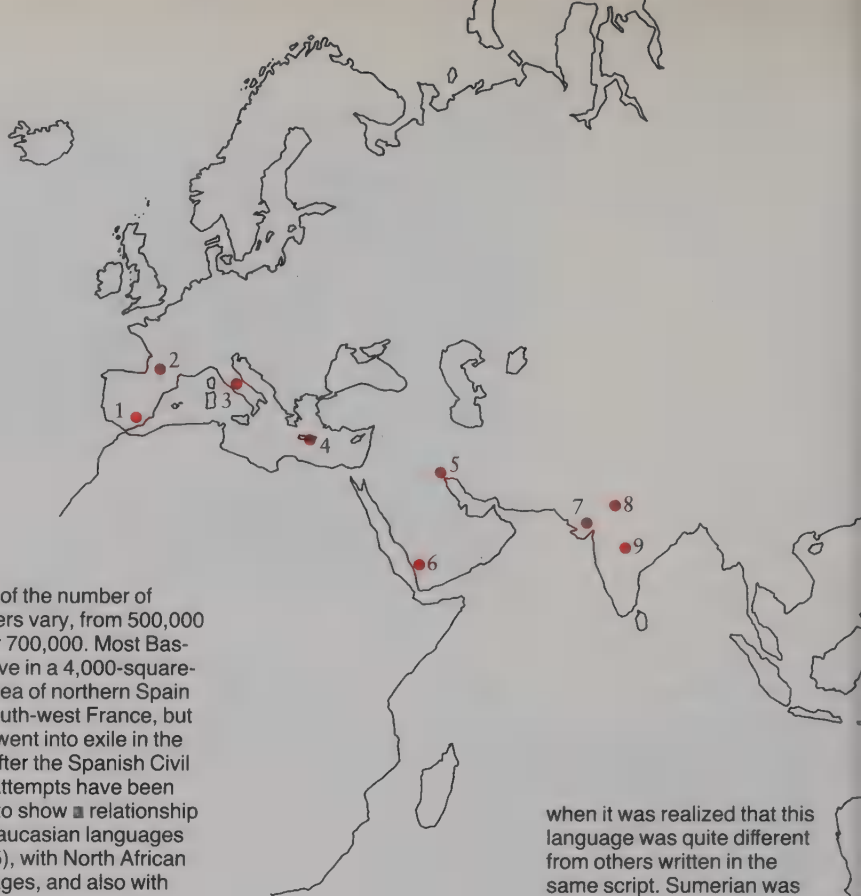 2
1
3
4
5
7
8
9
6
of the number of
ers vary, from 500,000
700,000. Most Bas-
ve in a 4,000-square-
ea of northern Spain
uth-west France, but
went into exile in the
fter the Spanish Civil
ttempts have been
to show a relationship
aucasian languages
), with North African
ges, and also with
when it was realized that this
language was quite different
from others written in the
same script. Sumerian was